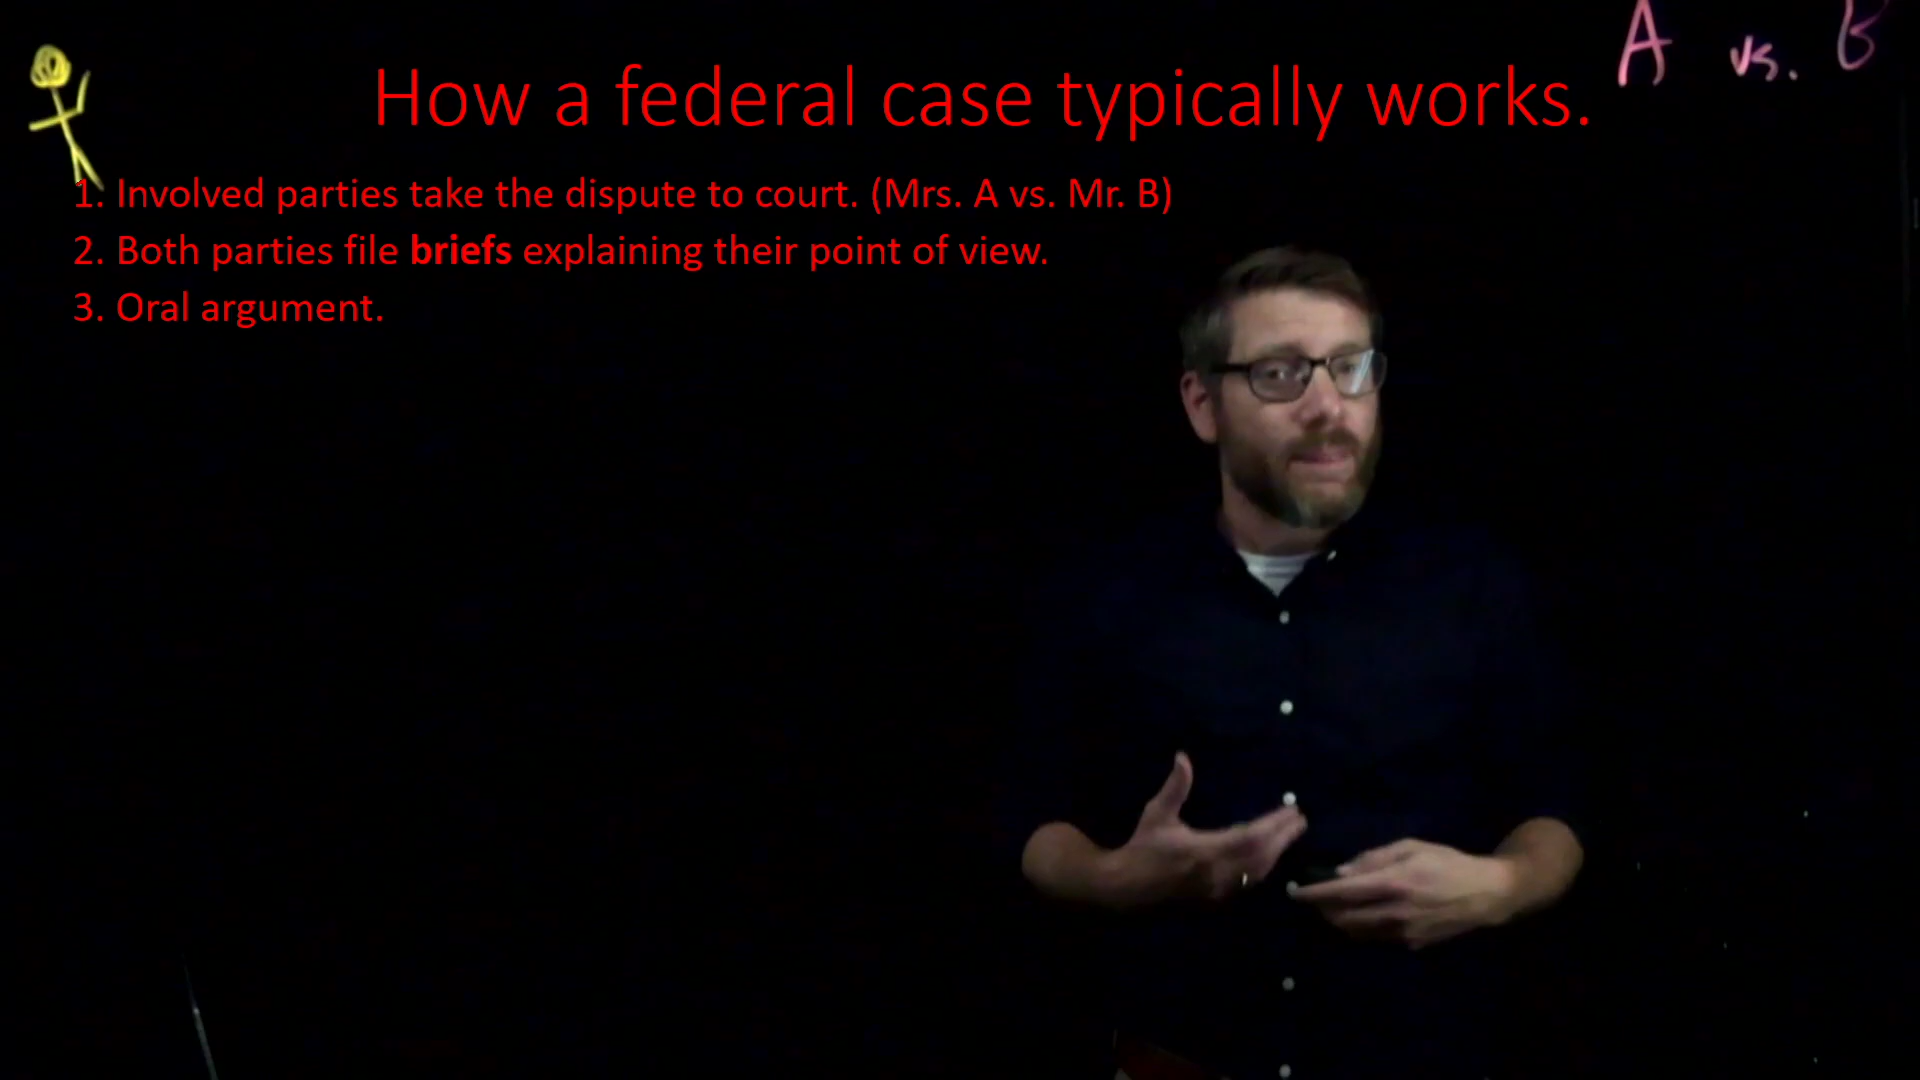 A vs. B
How a federal case typically works.
1. Involved parties take the dispute to court. (Mrs. A vs. Mr. B)
2. Both parties file briefs explaining their point of view.
3. Oral argument.